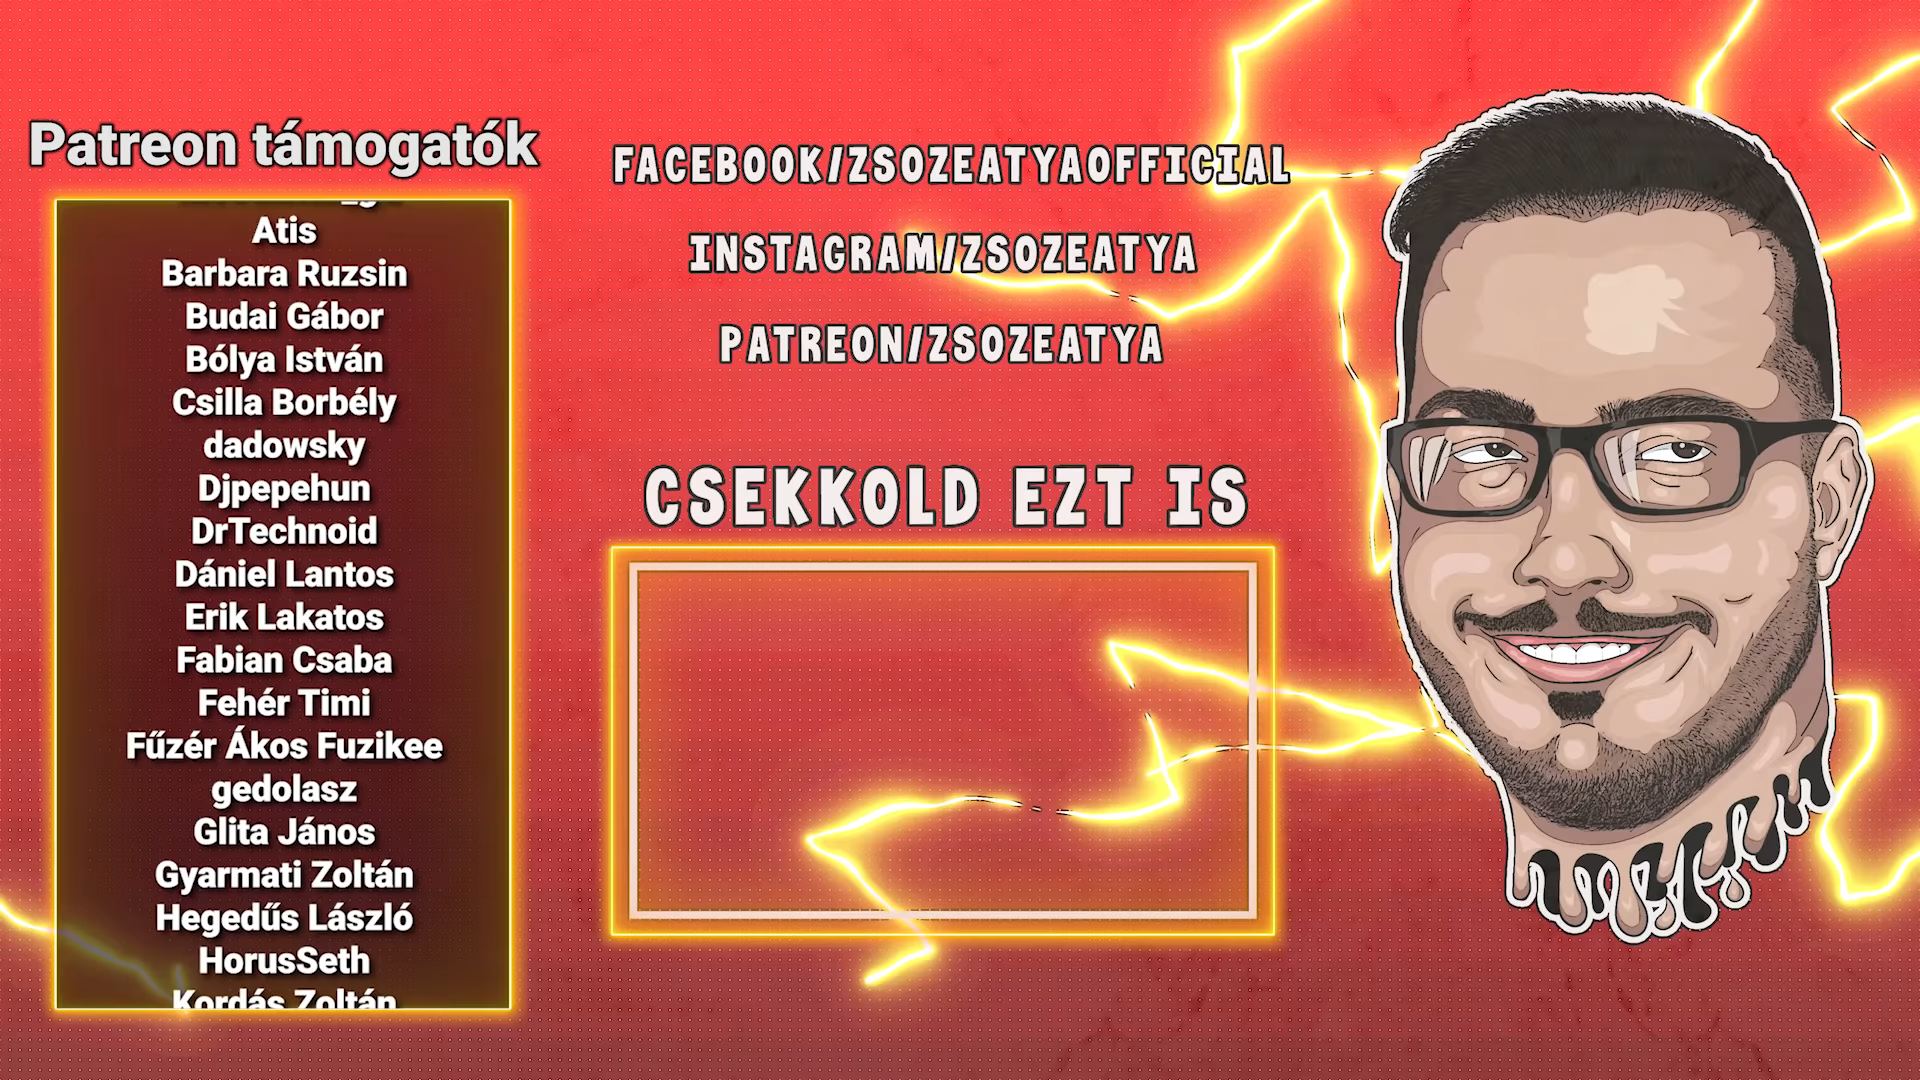 Patreon támogatók
Atis
Barbara Ruzsin
Budai Gábor
Bólya István
Csilla Borbély
dadowsky
Djpepehun
DrTechnoid
Dániel Lantos
Erik Lakatos
Fabian Csaba
Fehér Timi
Fűzér Ákos Fuzikee
gedolasz
Glita János
Gyarmati Zoltán
Hegedűs László
HorusSeth
Kordás Zoltán
FACEBOOK/ZSOZEATYAOFFICIAL
INSTAGRAM/ZSOZEATYA
PATREON/ZSOZEATYA
CSEKKOLD EZT IS